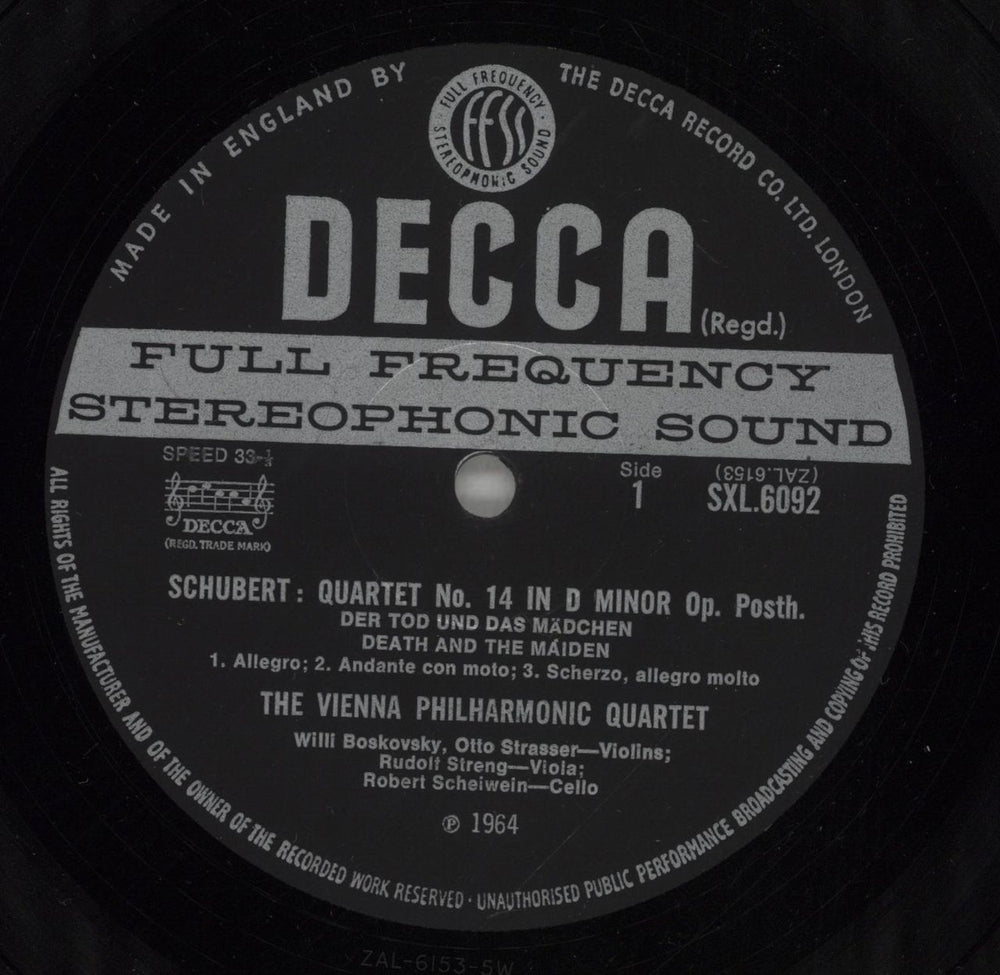 MADE IN ENGLAND BY
THE DECCA RECORD CO. LTD. LONDON
FULL FREQUENCY
ffss
STEREOPHONIC SOUND
DECCA (Regd.)
FULL FREQUENCY
STEREOPHONIC SOUND
SPEED 33-⅓
DECCA
(REGD. TRADE MARK)
Side
1
(ZAL.6153)
SXL.6092
SCHUBERT: QUARTET No. 14 IN D MINOR Op. Posth.
DER TOD UND DAS MÄDCHEN
DEATH AND THE MAIDEN
1. Allegro; 2. Andante con moto; 3. Scherzo, allegro molto
THE VIENNA PHILHARMONIC QUARTET
Willi Boskovsky, Otto Strasser—Violins;
Rudolf Streng—Viola;
Robert Scheiwein—Cello
℗ 1964
ALL RIGHTS OF THE MANUFACTURER AND OF THE OWNER OF THE RECORDED WORK RESERVED · UNAUTHORISED PUBLIC PERFORMANCE BROADCASTING AND COPYING OF THIS RECORD PROHIBITED
ZAL-6153-5W